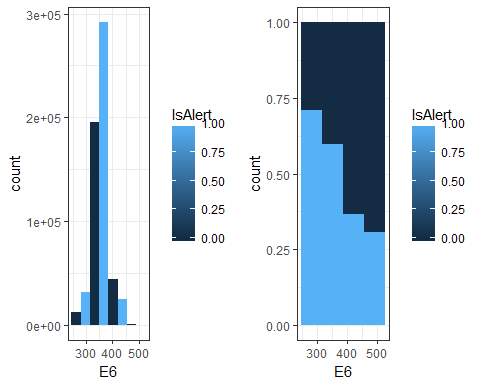 3e+05
2e+05
1e+05
0e+00
count
300 400 500
E6
IsAlert
1.00
0.75
0.50
0.25
0.00
1.00
0.75
0.50
0.25
0.00
count
300 400 500
E6
IsAlert
1.00
0.75
0.50
0.25
0.00